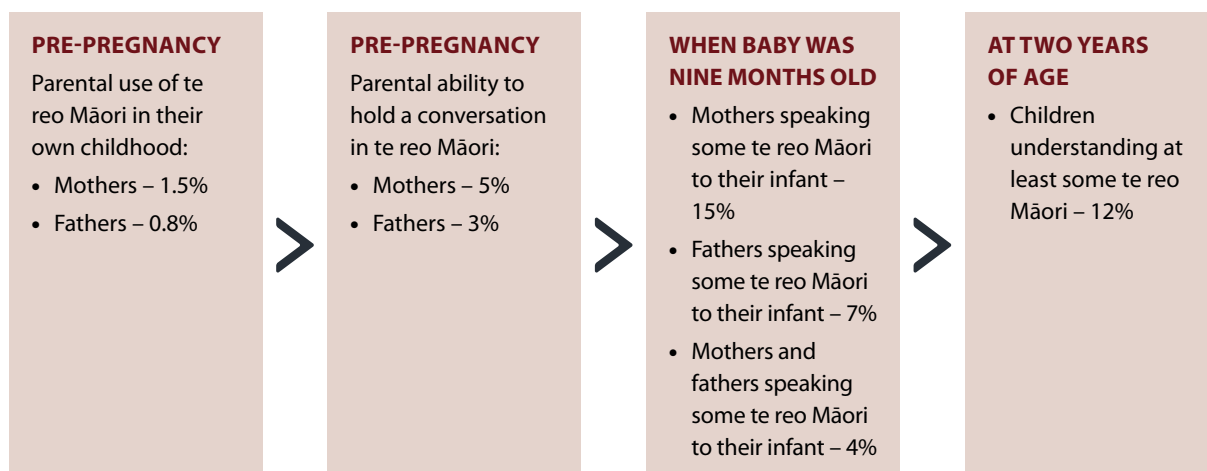 PRE-PREGNANCY
Parental use of te
reo Māori in their
own childhood:
• Mothers – 1.5%
• Fathers – 0.8%
PRE-PREGNANCY
Parental ability to
hold a conversation
in te reo Māori:
• Mothers – 5%
• Fathers – 3%
WHEN BABY WAS
NINE MONTHS OLD
• Mothers speaking
some te reo Māori
to their infant –
15%
• Fathers speaking
some te reo Māori
to their infant – 7%
• Mothers and
fathers speaking
some te reo Māori
to their infant – 4%
AT TWO YEARS
OF AGE
• Children
understanding at
least some te reo
Māori – 12%